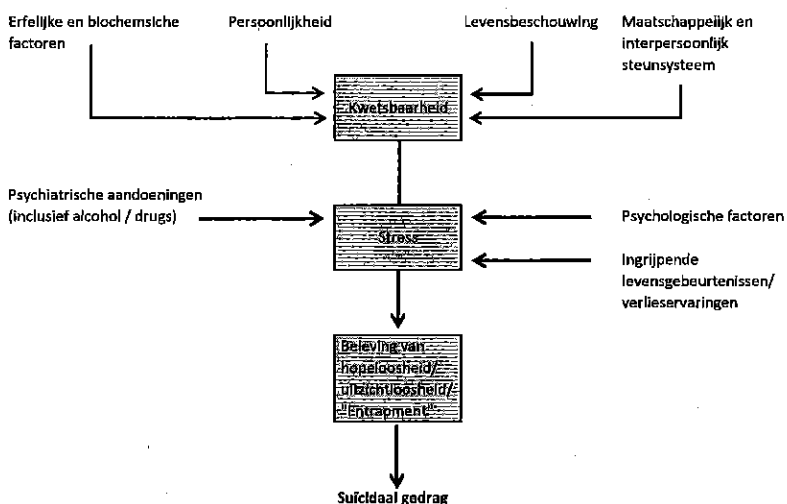 Erfelijke en biochemsiche
factoren
Persoonlijkheid
Levensbeschouwing
Maatschappelijk en
interpersoonlijk
steunsysteem
Kwetsbaarheid
Psychiatrische aandoeningen
(inclusief alcohol / drugs)
Stress
Psychologische factoren
Ingrijpende
levensgebeurtenissen/
verlieservaringen
Beleving van
hopeloosheid/
uitzichtloosheid/
"Entrapment"
Suïcidaal gedrag